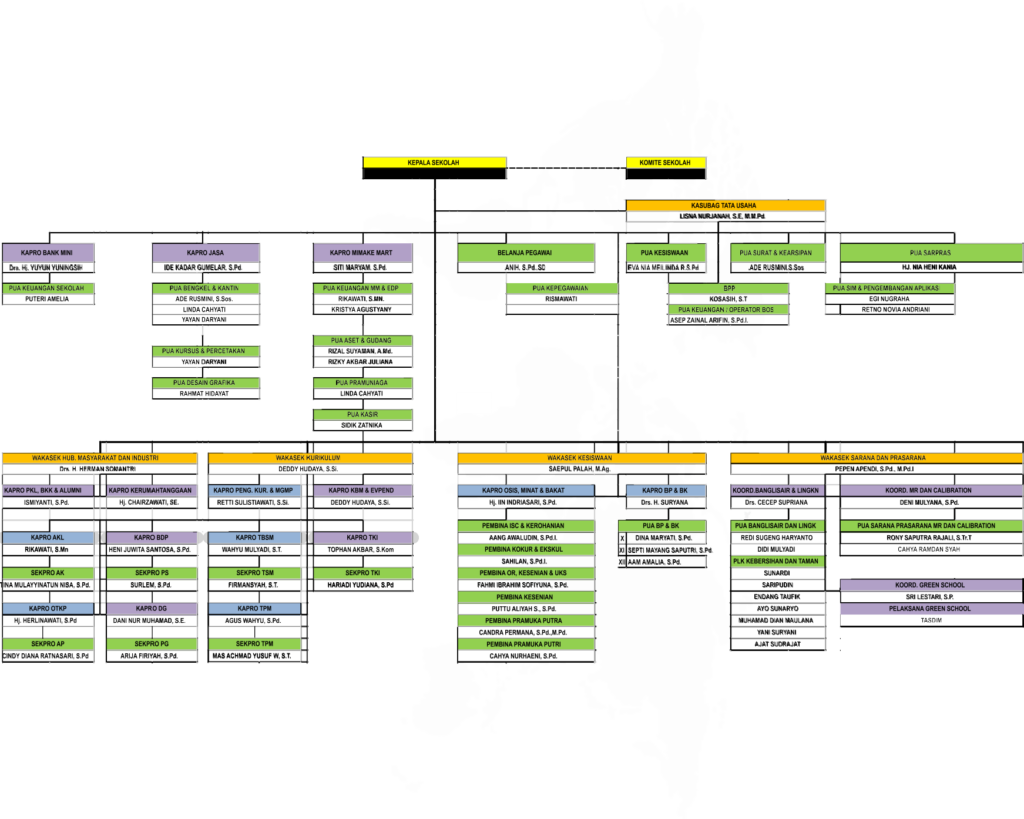 KEPALA SEKOLAH
KOMITE SEKOLAH
KASUBAG TATA USAHA
LISNA NURJANAH, S.E, M.M.Pd
KAPRO BANK MINI
Dra. Hj. YUYUN YUNINGSIH
PUA KEUANGAN SEKOLAH
PUTERI AMELIA
KAPRO JASA
IDE KADAR GUMELAR, S.Pd.
PUA BENGKEL & KANTIN
ADE RUSMINI, S.Sos.
LINDA CAHYATI
YAYAN DARYANI
PUA KURSUS & PERCETAKAN
YAYAN DARYANI
PUA DESAIN GRAFIKA
RAHMAT HIDAYAT
KAPRO MIMAKE MART
SITI MARYAM, S.Pd.
PUA KEUANGAN MM & EDP
RIKAWATI, S.MN.
KRISTYA AGUSTYANY
PUA ASET & GUDANG
RIZAL SUYAMAN, A.Md.
RIZKY AKBAR JULIANA
PUA PRAMUNIAGA
LINDA CAHYATI
PUA KASIR
SIDIK ZATNIKA
BELANJA PEGAWAI
ANIH, S.Pd.,SD
PUA KEPEGAWAIAN
RISMAWATI
PUA KESISWAAN
EVA NIA MEILINDA R,S.Pd
BPP
KOSASIH, S.T
PUA KEUANGAN / OPERATOR BOS
ASEP ZAINAL ARIFIN, S.Pd.I.
PUA SURAT & KEARSIPAN
ADE RUSMINI.S.Sos
PUA SARPRAS
HJ. NIA HENI KANIA
PUA SIM & PENGEMBANGAN APLIKASI
EGI NUGRAHA
RETNO NOVIA ANDRIANI
WAKASEK HUB. MASYARAKAT DAN INDUSTRI
Drs. H. HERMAN SOMANTRI
KAPRO PKL, BKK & ALUMNI
ISMIYANTI, S.Pd.
KAPRO KERUMAHTANGGAAN
Hj. CHAIRZAWATI, SE.
KAPRO AKL
RIKAWATI, S.Mn
SEKPRO AK
TINA MULAYYINATUN NISA, S.Pd.
KAPRO OTKP
Hj. HERLINAWATI, S.Pd
SEKPRO AP
CINDY DIANA RATNASARI, S.Pd
KAPRO BDP
HENI JUWITA SANTOSA, S.Pd.
SEKPRO PS
SURLEM, S.Pd.
KAPRO DG
DANI NUR MUHAMAD, S.E.
SEKPRO PG
ARIJA FIRIYAH, S.Pd.
WAKASEK KURIKULUM
DEDDY HUDAYA, S.Si.
KAPRO PENG. KUR. & MGMP
RETTI SULISTIAWATI, S.Si.
KAPRO KBM & EVPEND
DEDDY HUDAYA, S.Si.
KAPRO TBSM
WAHYU MULYADI, S.T.
SEKPRO TSM
FIRMANSYAH, S.T.
KAPRO TPM
AGUS WAHYU, S.Pd.
SEKPRO TPM
MAS ACHMAD YUSUF W, S.T.
KAPRO TKI
TOPHAN AKBAR, S.Kom
SEKPRO TKI
HARIADI YUDIANA, S.Pd
WAKASEK KESISWAAN
SAEPUL PALAH, M.Ag.
KAPRO OSIS, MINAT & BAKAT
Hj. IIN INDRIASARI, S.Pd.
PEMBINA ISC & KEROHANIAN
AANG AWALUDIN, S.Pd.I.
PEMBINA KOKUR & EKSKUL
SAHILAN, S.Pd.I
PEMBINA OR, KESENIAN & UKS
FAHMI IBRAHIM SOFIYUNA, S.Pd.
PEMBINA KESENIAN
PUTTU ALIYAH S., S.Pd.
PEMBINA PRAMUKA PUTRA
CANDRA PERMANA, S.Pd.,M.Pd.
PEMBINA PRAMUKA PUTRI
CAHYA NURHAENI, S.Pd.
KAPRO BP & BK
Drs. H. SURYANA
PUA BP & BK
X DINA MARYATI, S.Pd.
XI SEPTI MAYANG SAPUTRI, S.Pd.
XII AAM AMALIA, S.Pd.
WAKASEK SARANA DAN PRASARANA
PEPEN APENDI, S.Pd., M.Pd.I
KOORD.BANGLISAIR & LINGKN
Drs. CECEP SUPRIANA
PUA BANGLISAIR DAN LINGK
REDI SUGENG HARYANTO
DIDI MULYADI
PLK KEBERSIHAN DAN TAMAN
SUNARDI
SARIPUDIN
ENDANG TAUFIK
AYO SUNARYO
MUHAMAD DIAN MAULANA
YANI SURYANI
AJAT SUDRAJAT
KOORD. MR DAN CALIBRATION
DENI MULYANA, S.Pd.
PUA SARANA PRASARANA MR DAN CALIBRATION
RONY SAPUTRA RAJALI, S.Tr.T
CAHYA RAMDAN SYAH
KOORD. GREEN SCHOOL
SRI LESTARI, S.P.
PELAKSANA GREEN SCHOOL
TASDIM